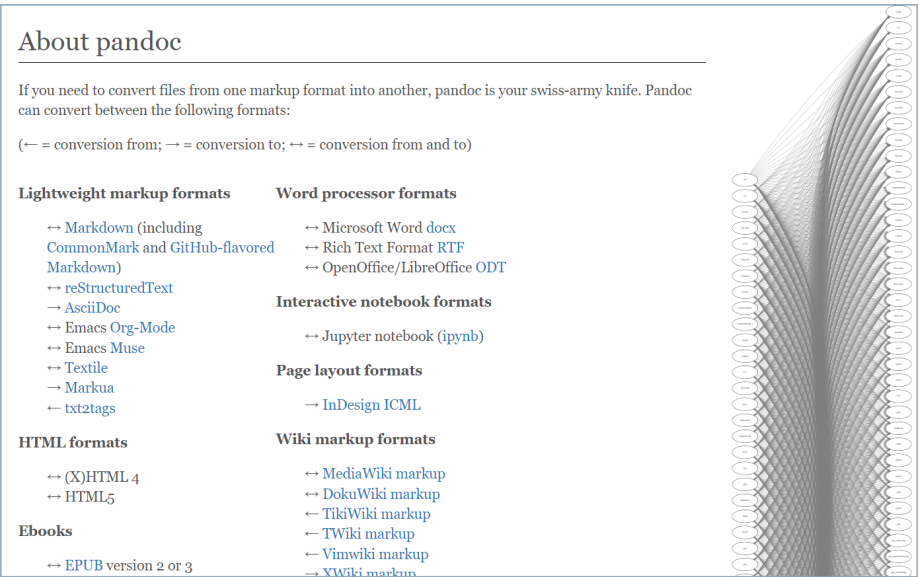 About pandoc
If you need to convert files from one markup format into another, pandoc is your swiss-army knife. Pandoc
can convert between the following formats:
(← = conversion from; → = conversion to; ↔ = conversion from and to)
Lightweight markup formats
↔ Markdown (including
CommonMark and GitHub-flavored
Markdown)
↔ reStructuredText
→ AsciiDoc
↔ Emacs Org-Mode
↔ Emacs Muse
↔ Textile
→ Markua
← txt2tags
HTML formats
↔ (X)HTML 4
↔ HTML5
Ebooks
↔ EPUB version 2 or 3
Word processor formats
↔ Microsoft Word docx
↔ Rich Text Format RTF
↔ OpenOffice/LibreOffice ODT
Interactive notebook formats
↔ Jupyter notebook (ipynb)
Page layout formats
→ InDesign ICML
Wiki markup formats
↔ MediaWiki markup
↔ DokuWiki markup
← TikiWiki markup
← TWiki markup
← Vimwiki markup
→ XWiki markup